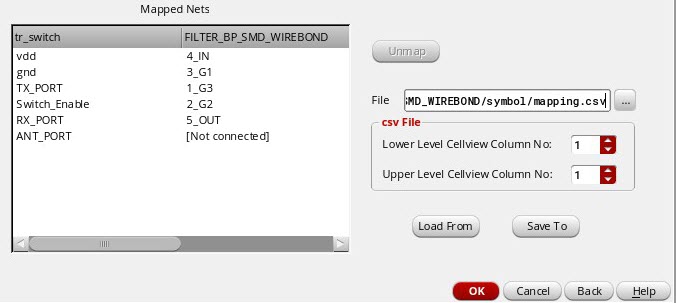 Mapped Nets
tr_switch FILTER_BP_SMD_WIREBOND
vdd 4_IN
gnd 3_G1
TX_PORT 1_G3
Switch_Enable 2_G2
RX_PORT 5_OUT
ANT_PORT [Not connected]
Unmap
File MD_WIREBOND/symbol/mapping.csv ...
csv File
Lower Level Cellview Column No: 1
Upper Level Cellview Column No: 1
Load From Save To
OK Cancel Back Help